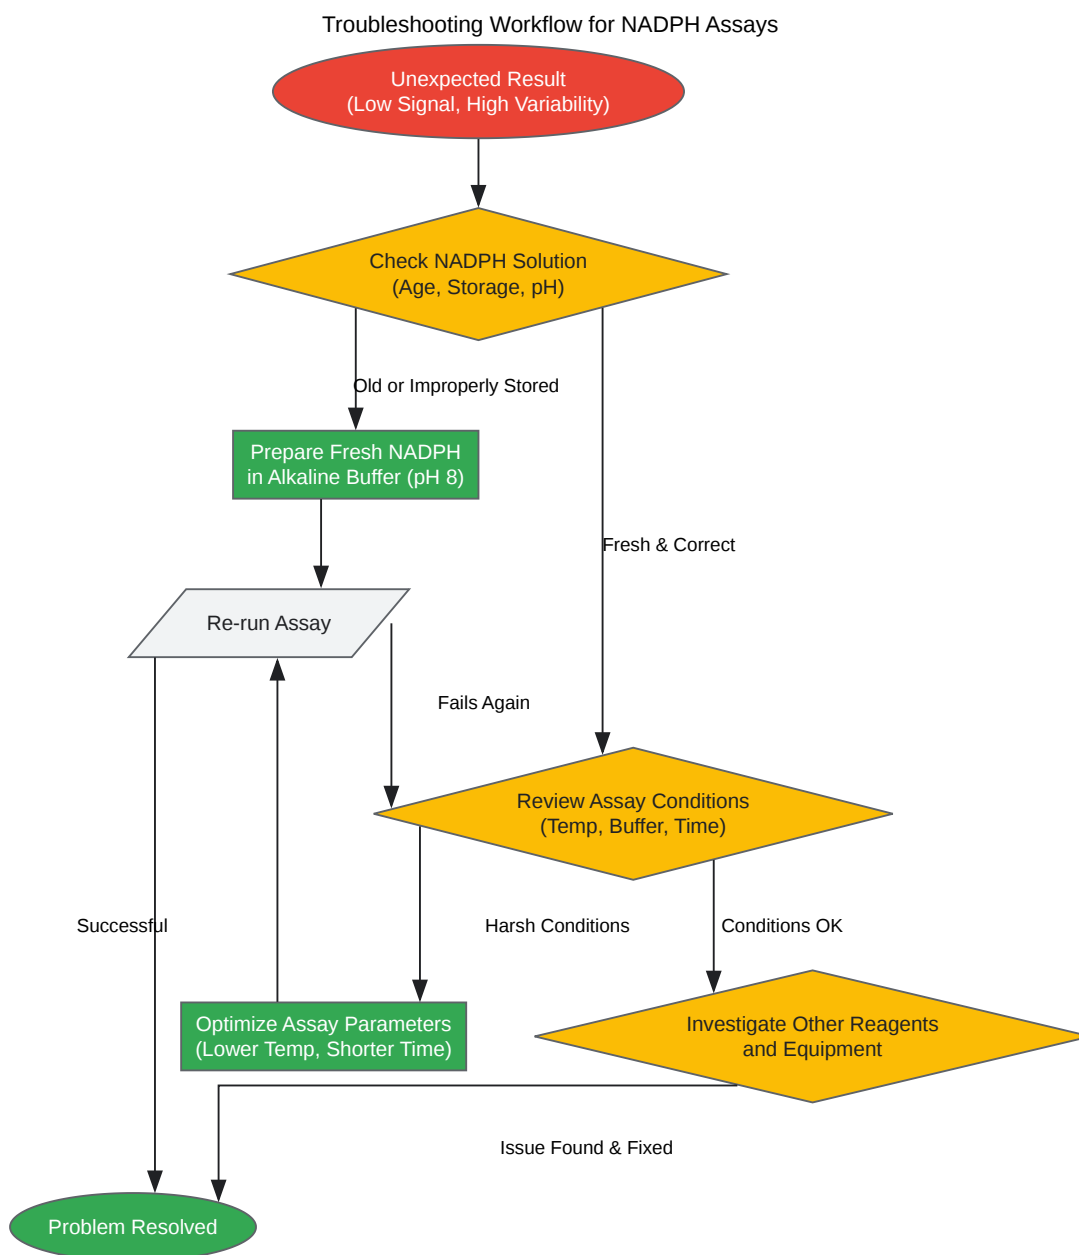 Troubleshooting Workflow for NADPH Assays
Unexpected Result
(Low Signal, High Variability)
Check NADPH Solution
(Age, Storage, pH)
Old or Improperly Stored
Prepare Fresh NADPH
in Alkaline Buffer (pH 8)
Fresh & Correct
Re-run Assay
Fails Again
Review Assay Conditions
(Temp, Buffer, Time)
Successful
Harsh Conditions
Conditions OK
Optimize Assay Parameters
(Lower Temp, Shorter Time)
Investigate Other Reagents
and Equipment
Issue Found & Fixed
Problem Resolved